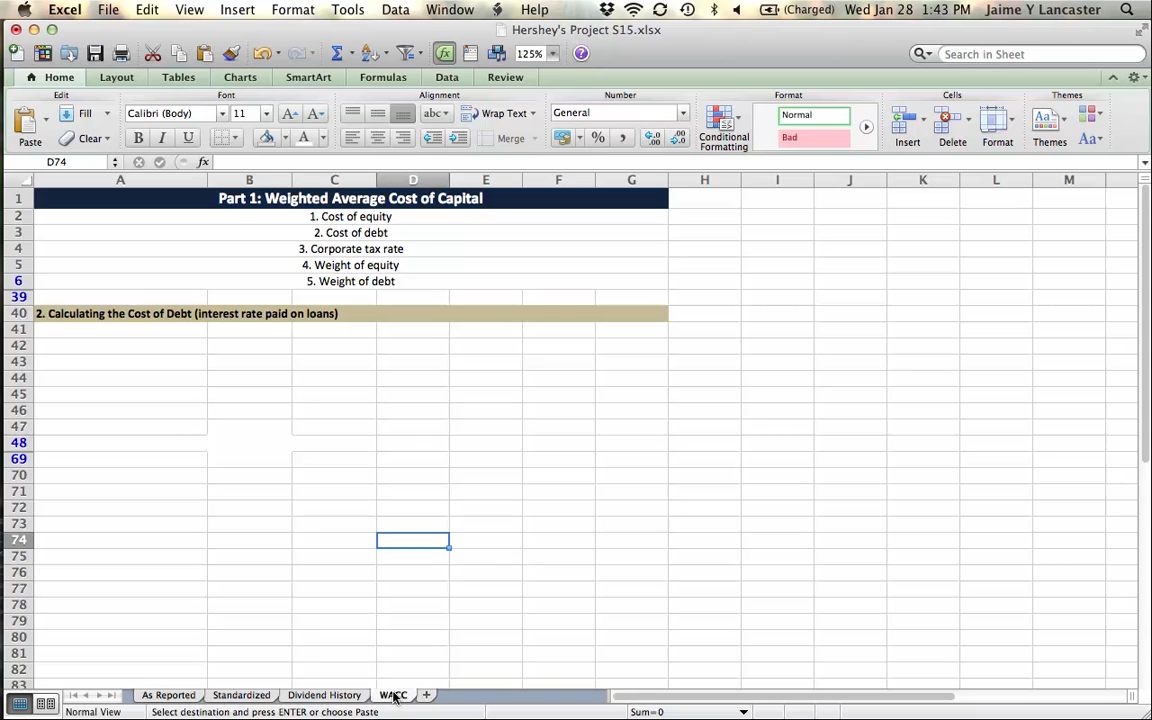 Excel File Edit View Insert Format Tools Data Window Help (Charged) Wed Jan 28 1:43 PM Jaime Y Lancaster
Hershey's Project S15.xlsx
125% Search in Sheet
Home Layout Tables Charts SmartArt Formulas Data Review
Edit Font Alignment Number Format Cells Themes
Fill Calibri (Body) 11 abc Wrap Text General Normal
Paste Clear B I U Merge % Conditional Formatting Bad Insert Delete Format Themes Aa
D74 fx
A B C D E F G H I J K L M
1 Part 1: Weighted Average Cost of Capital
2 1. Cost of equity
3 2. Cost of debt
4 3. Corporate tax rate
5 4. Weight of equity
6 5. Weight of debt
39
40 2. Calculating the Cost of Debt (interest rate paid on loans)
41
42
43
44
45
46
47
48
69
70
71
72
73
74
75
76
77
78
79
80
81
82
83
As Reported Standardized Dividend History WACC +
Normal View Select destination and press ENTER or choose Paste Sum=0